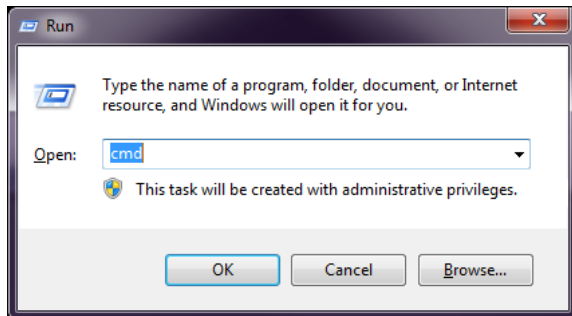 Run
Type the name of a program, folder, document, or Internet
resource, and Windows will open it for you.
Open: cmd
This task will be created with administrative privileges.
OK Cancel Browse...